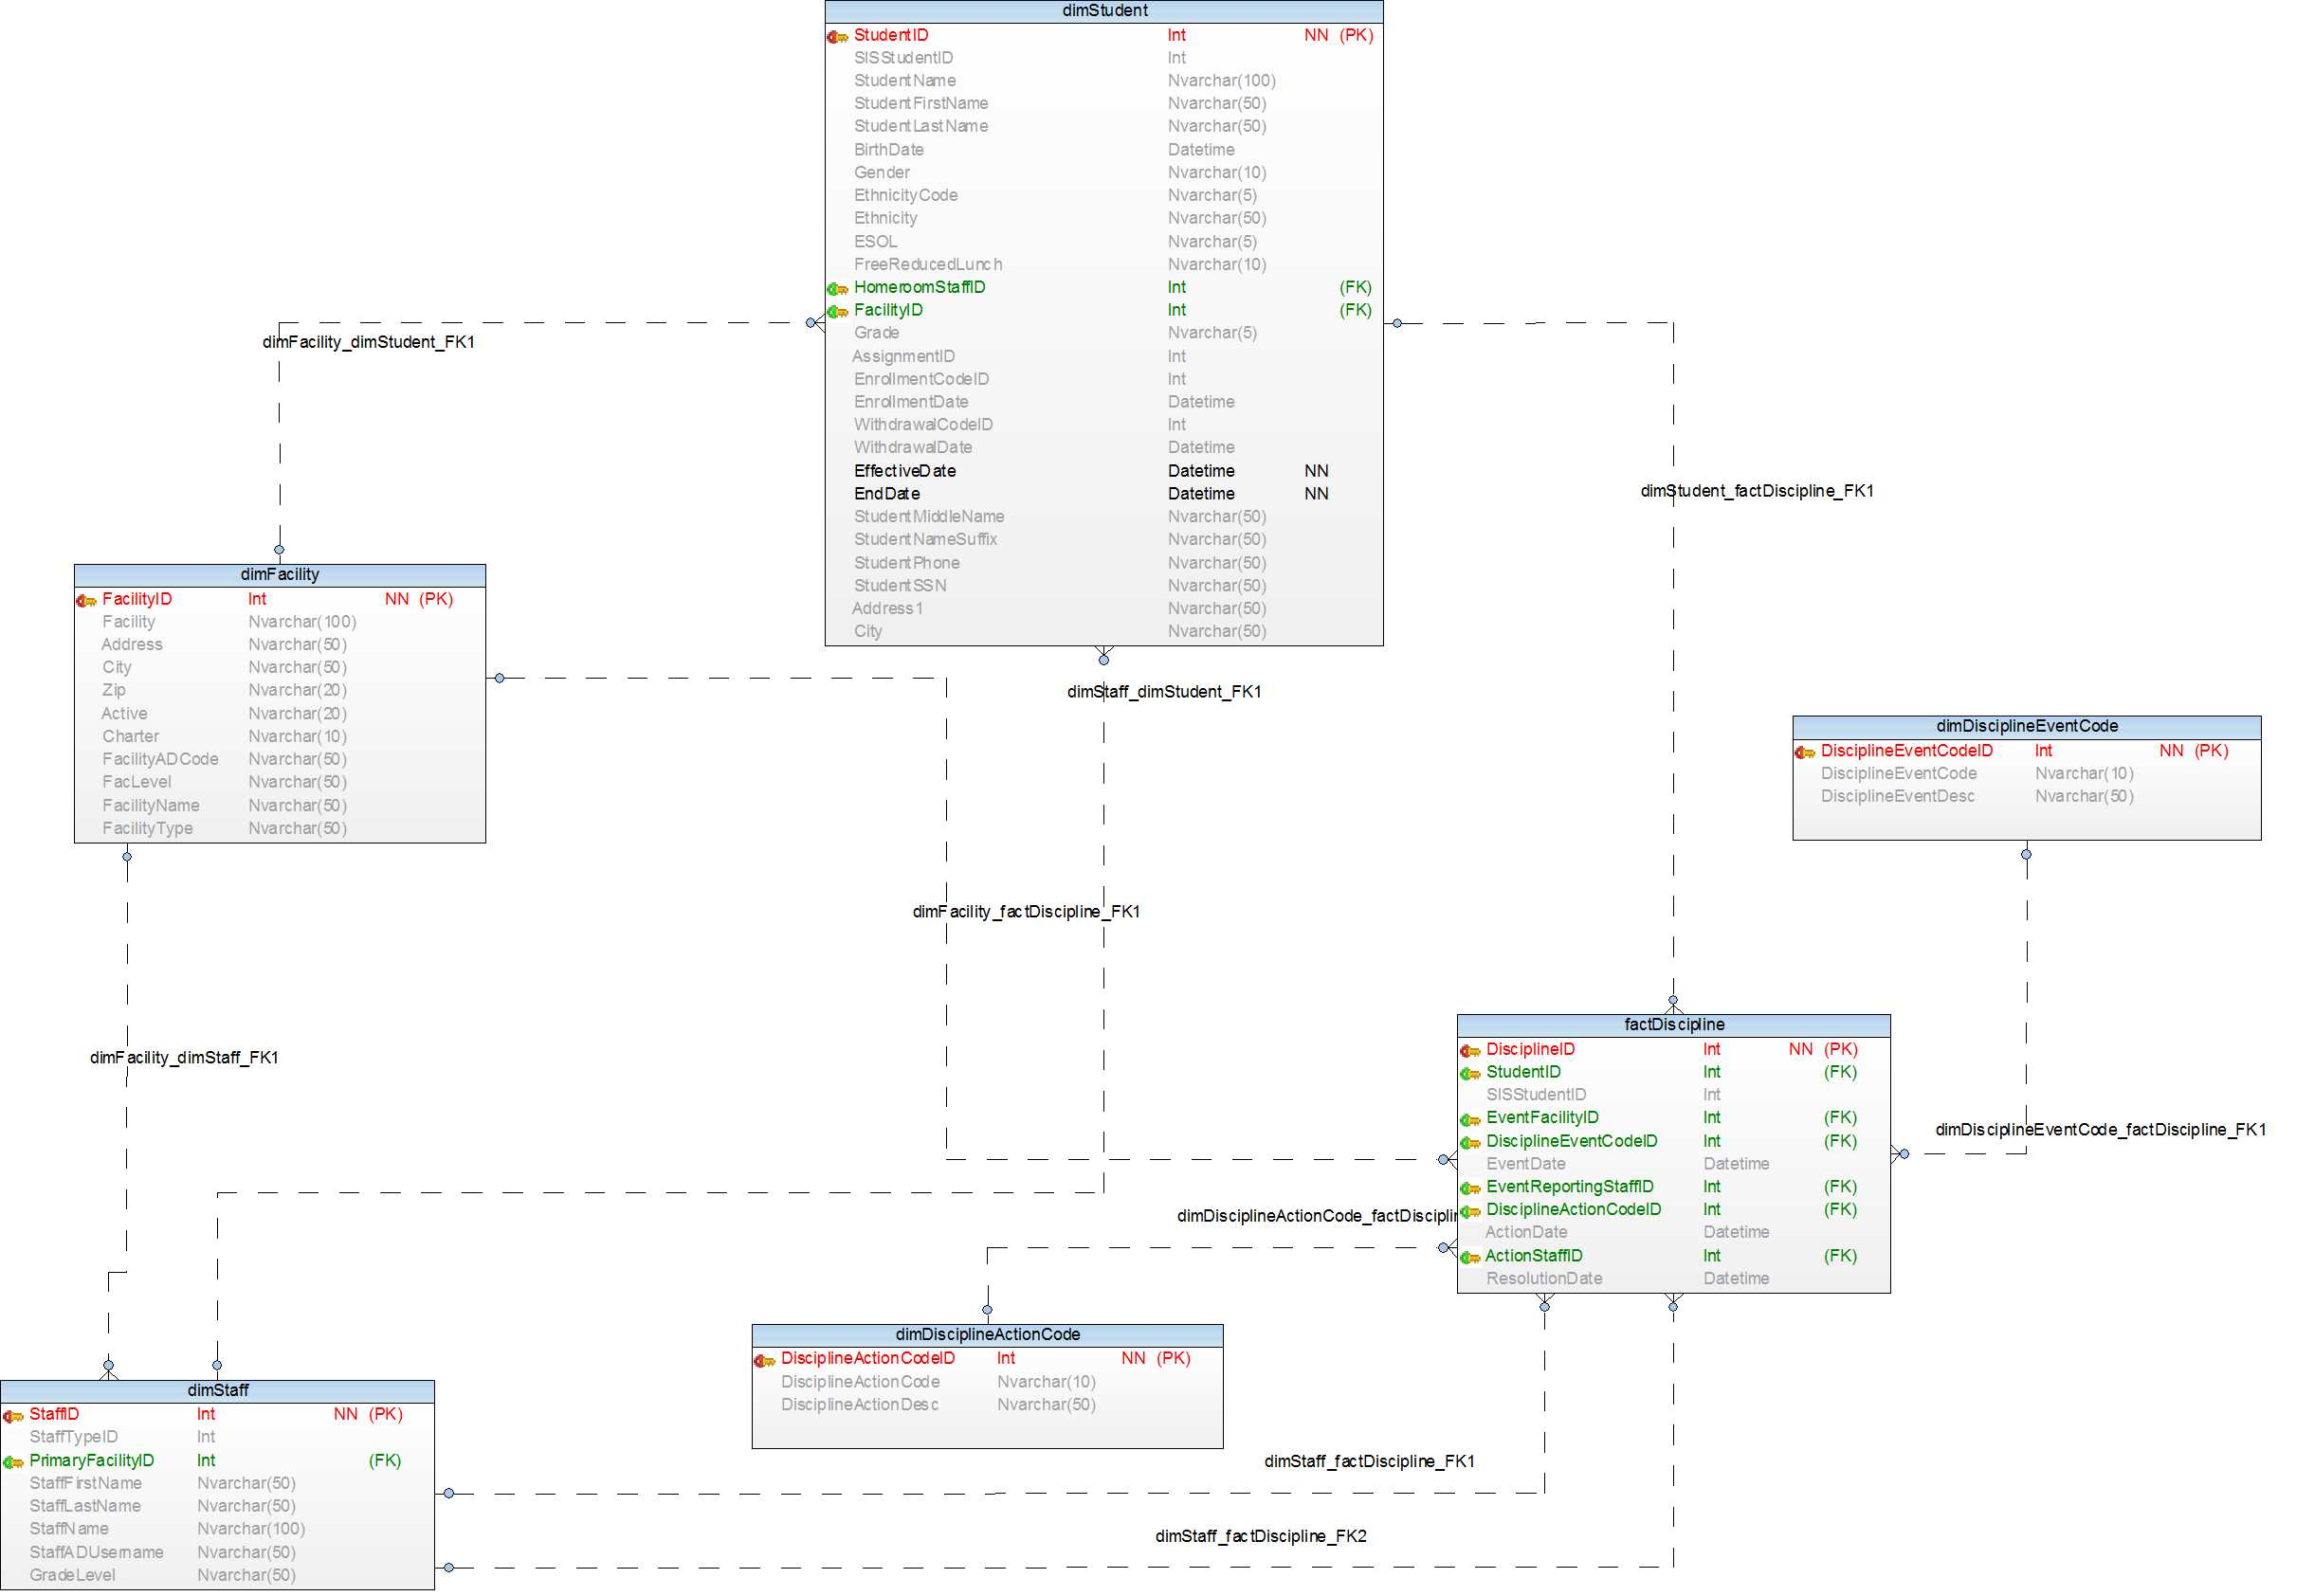 dimStudent
StudentID Int NN (PK)
SISStudentID Int
StudentName Nvarchar(100)
StudentFirstName Nvarchar(50)
StudentLastName Nvarchar(50)
BirthDate Datetime
Gender Nvarchar(10)
EthnicityCode Nvarchar(5)
Ethnicity Nvarchar(50)
ESOL Nvarchar(5)
FreeReducedLunch Nvarchar(10)
HomeroomStaffID Int (FK)
FacilityID Int (FK)
Grade Nvarchar(5)
AssignmentID Int
EnrollmentCodeID Int
EnrollmentDate Datetime
WithdrawalCodeID Int
WithdrawalDate Datetime
EffectiveDate Datetime NN
EndDate Datetime NN
StudentMiddleName Nvarchar(50)
StudentNameSuffix Nvarchar(50)
StudentPhone Nvarchar(50)
StudentSSN Nvarchar(50)
Address1 Nvarchar(50)
City Nvarchar(50)
dimFacility_dimStudent_FK1
dimStudent_factDiscipline_FK1
dimFacility
FacilityID Int NN (PK)
Facility Nvarchar(100)
Address Nvarchar(50)
City Nvarchar(50)
Zip Nvarchar(20)
Active Nvarchar(20)
Charter Nvarchar(10)
FacilityADCode Nvarchar(50)
FacLevel Nvarchar(50)
FacilityName Nvarchar(50)
FacilityType Nvarchar(50)
dimStaff_dimStudent_FK1
dimDisciplineEventCode
DisciplineEventCodeID Int NN (PK)
DisciplineEventCode Nvarchar(10)
DisciplineEventDesc Nvarchar(50)
dimFacility_factDiscipline_FK1
dimFacility_dimStaff_FK1
factDiscipline
DisciplineID Int NN (PK)
StudentID Int (FK)
SISStudentID Int
EventFacilityID Int (FK)
DisciplineEventCodeID Int (FK)
EventDate Datetime
EventReportingStaffID Int (FK)
DisciplineActionCodeID Int (FK)
ActionDate Datetime
ActionStaffID Int (FK)
ResolutionDate Datetime
dimDisciplineEventCode_factDiscipline_FK1
dimDisciplineActionCode_factDisciplin
dimDisciplineActionCode
DisciplineActionCodeID Int NN (PK)
DisciplineActionCode Nvarchar(10)
DisciplineActionDesc Nvarchar(50)
dimStaff
StaffID Int NN (PK)
StaffTypeID Int
PrimaryFacilityID Int (FK)
StaffFirstName Nvarchar(50)
StaffLastName Nvarchar(50)
StaffName Nvarchar(100)
StaffADUsername Nvarchar(50)
GradeLevel Nvarchar(50)
dimStaff_factDiscipline_FK1
dimStaff_factDiscipline_FK2